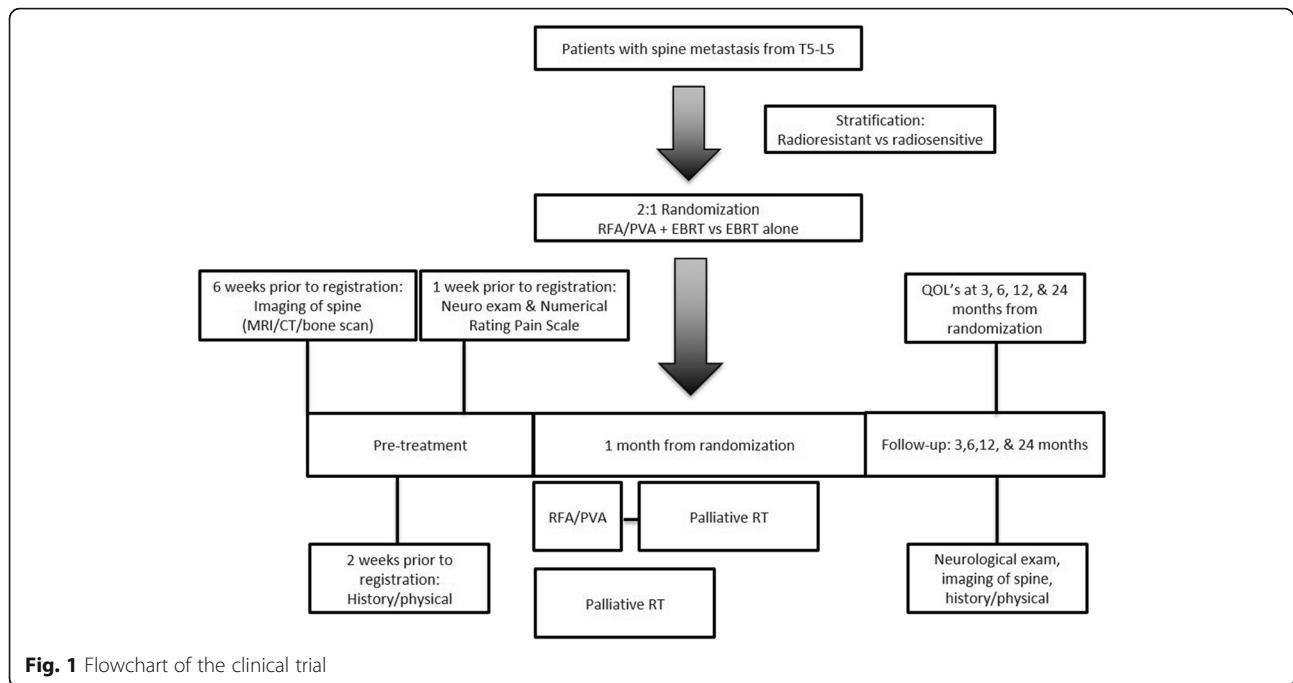 Patients with spine metastasis from T5-L5
Stratification:
Radioresistant vs radiosensitive
2:1 Randomization
RFA/PVA + EBRT vs EBRT alone
6 weeks prior to registration:
Imaging of spine
(MRI/CT/bone scan)
1 week prior to registration:
Neuro exam & Numerical
Rating Pain Scale
QOL's at 3, 6, 12, & 24
months from
randomization
Pre-treatment
1 month from randomization
Follow-up: 3,6,12, & 24 months
RFA/PVA
Palliative RT
2 weeks prior to
registration:
History/physical
Palliative RT
Neurological exam,
imaging of spine,
history/physical
Fig. 1 Flowchart of the clinical trial